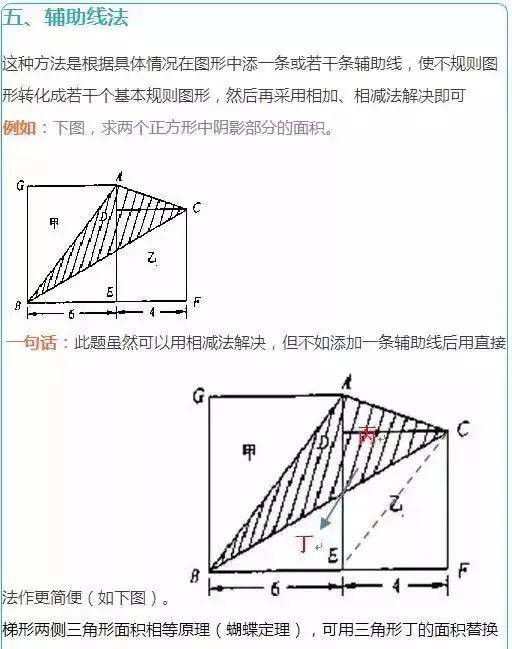 五、辅助线法
这种方法是根据具体情况在图形中添一条或若干条辅助线，使不规则图
形转化成若干个基本规则图形，然后再采用相加、相减法解决即可
例如：下图，求两个正方形中阴影部分的面积。
G A
甲 D C
乙
B E F
6 4
一句话：此题虽然可以用相减法解决，但不如添加一条辅助线后用直接
G A
甲 D 丙 C
乙
丁
B E F
6 4
法作更简便（如下图）。
梯形两侧三角形面积相等原理（蝴蝶定理），可用三角形丁的面积替换